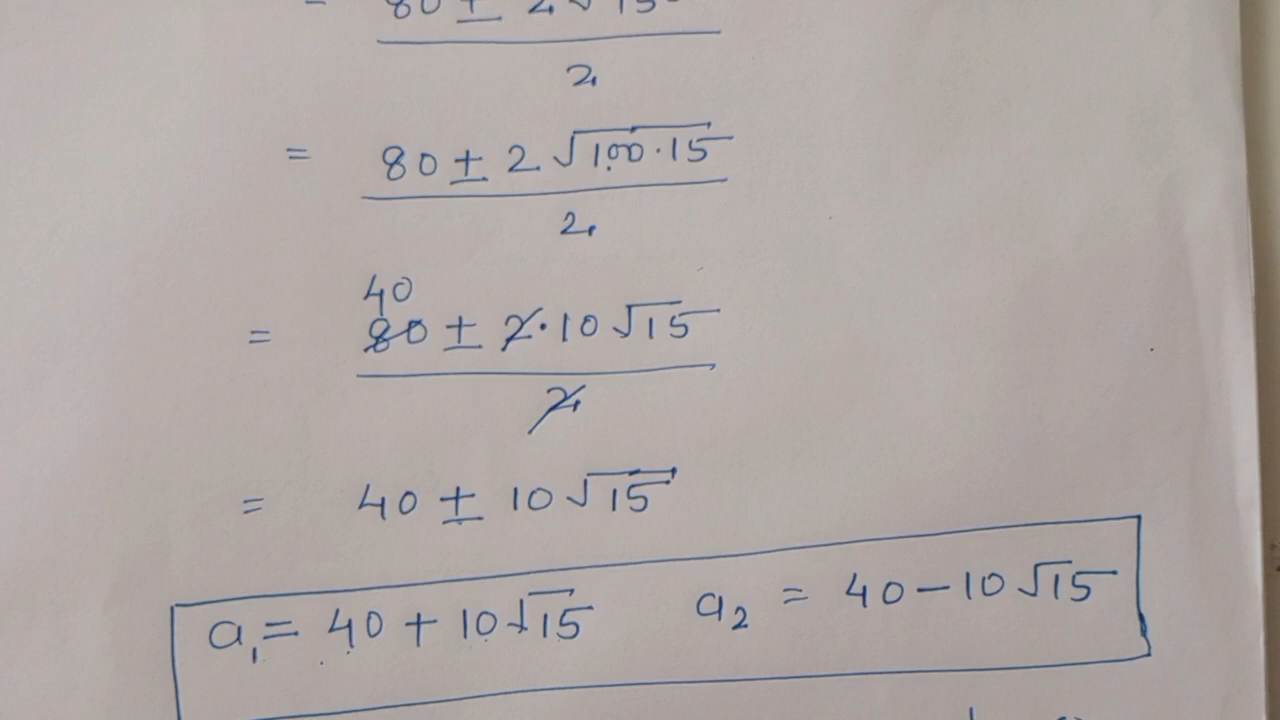 = 80 ±
2
= 80 ± 2 √100·15
2
40
= 80 ± 2·10 √15
2
= 40 ± 10 √15
a₁ = 40 + 10√15 a₂ = 40 − 10 √15